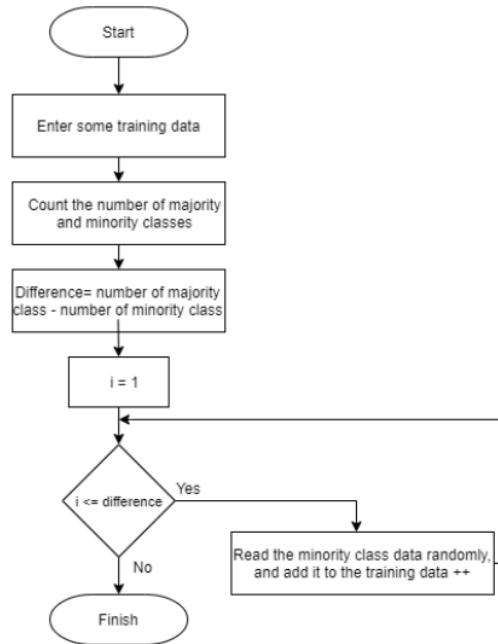 Start
Enter some training data
Count the number of majority
and minority classes
Difference= number of majority
class - number of minority class
i = 1
i <= difference
Yes
Read the minority class data randomly,
and add it to the training data ++
No
Finish